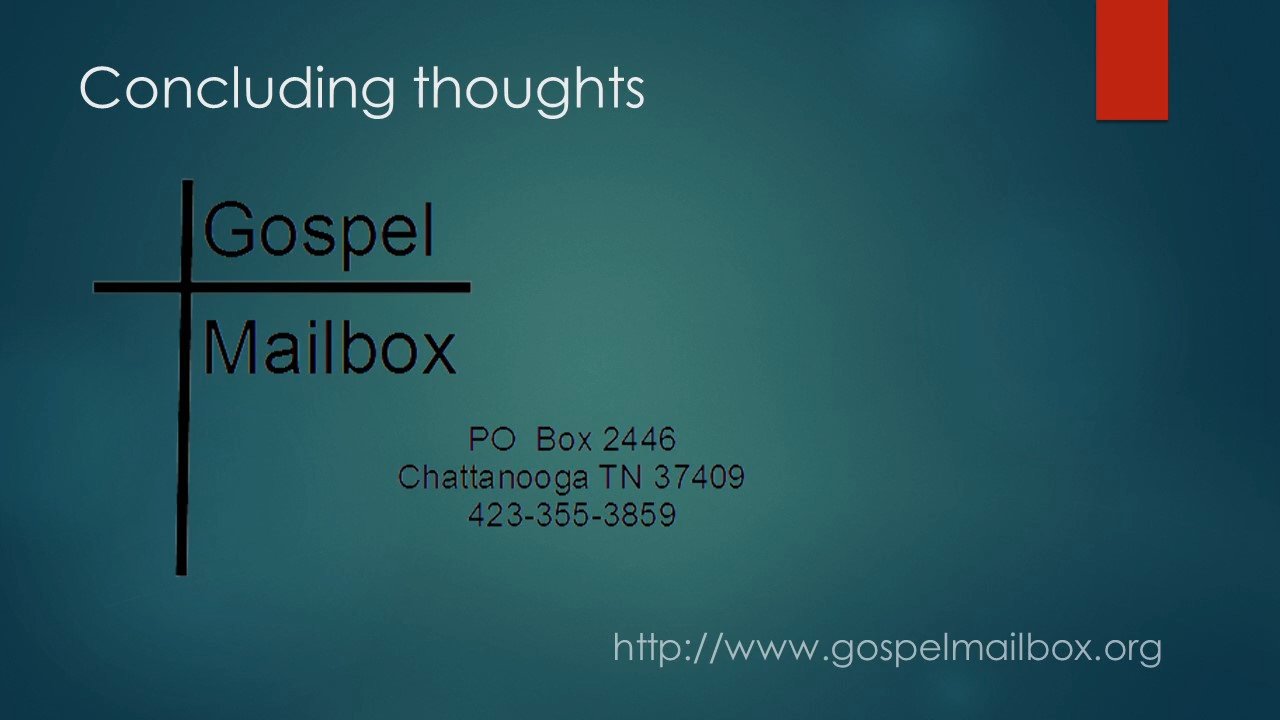 Concluding thoughts
Gospel
Mailbox
PO Box 2446
Chattanooga TN 37409
423-355-3859
http://www.gospelmailbox.org